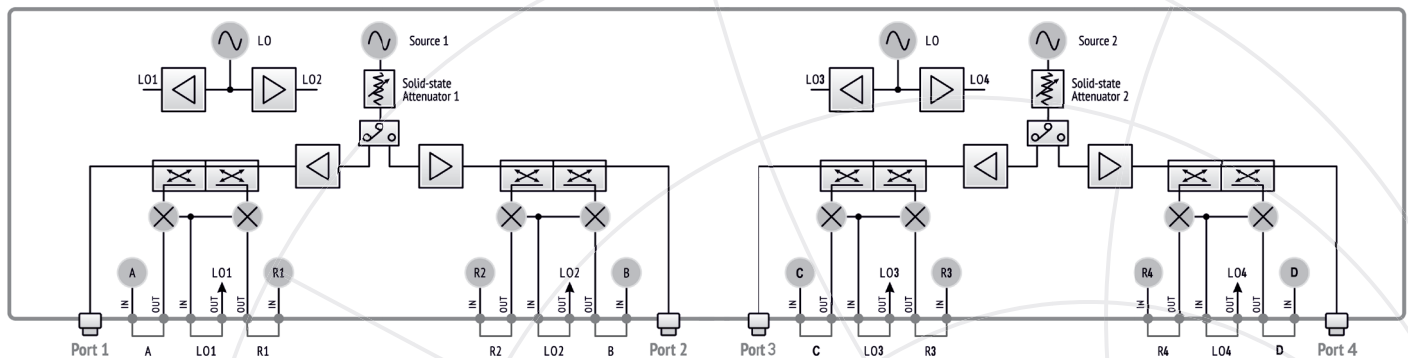 LO
Source 1
LO
Source 2
LO1
LO2
Solid-state
Attenuator 1
LO3
LO4
Solid-state
Attenuator 2
A
LO1
R1
R2
LO2
B
C
LO3
R3
R4
LO4
D
IN
OUT
IN
OUT
OUT
IN
IN
OUT
IN
OUT
OUT
IN
IN
OUT
IN
OUT
OUT
IN
IN
OUT
IN
OUT
OUT
IN
Port 1
A
LO1
R1
R2
LO2
B
Port 2
Port 3
C
LO3
R3
R4
LO4
D
Port 4